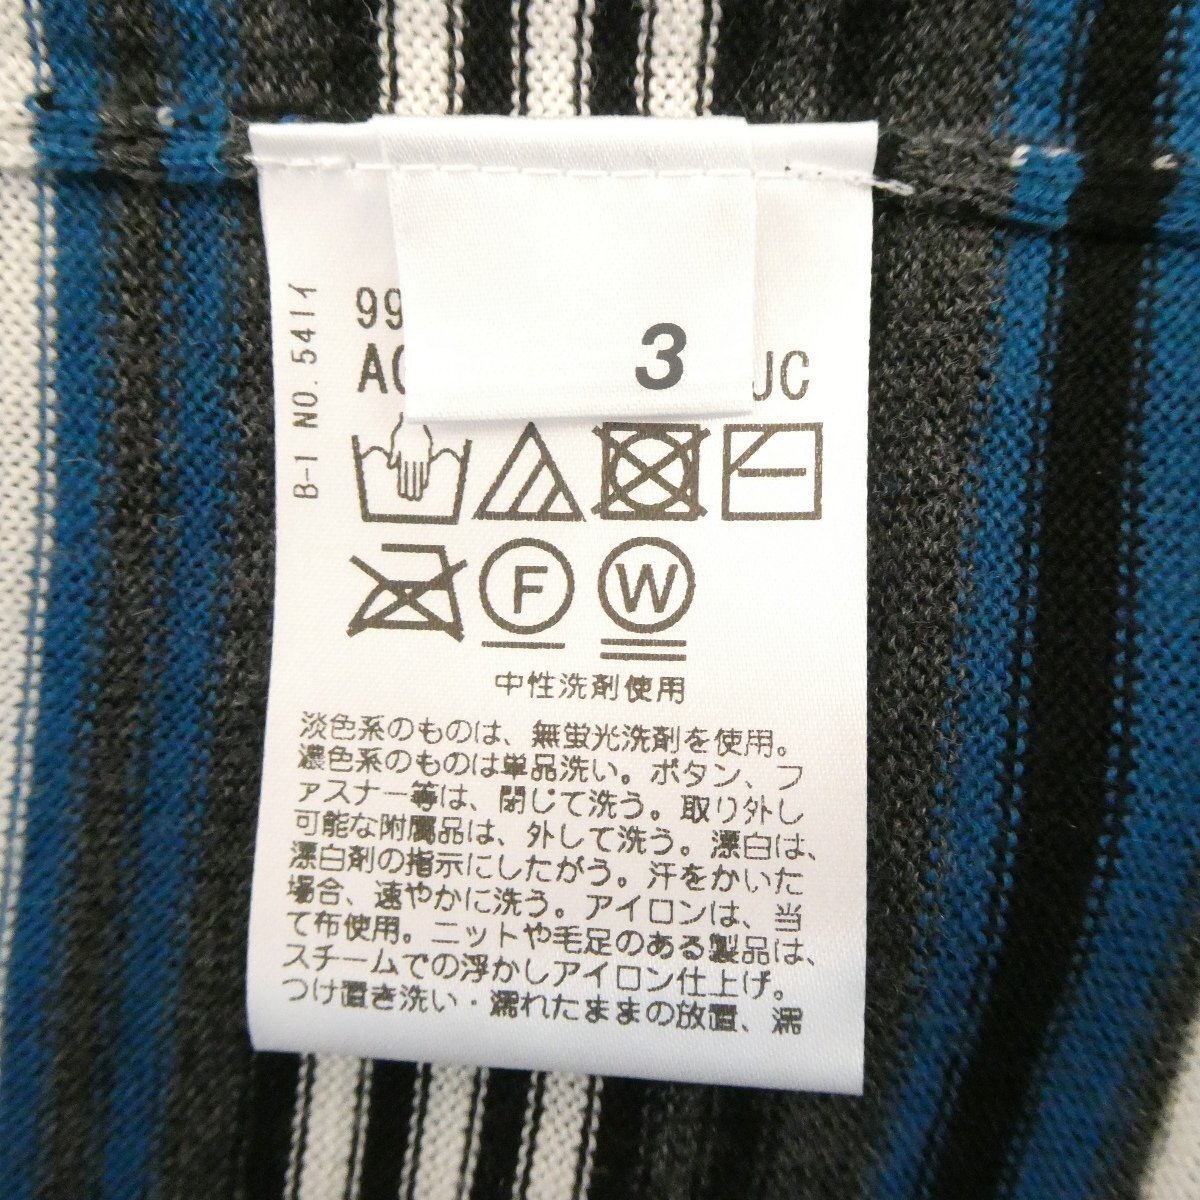 3
99
JC
B-1 NO.541イ
F
W
中性洗剤使用
淡色系のものは、無蛍光洗剤を使用。
濃色系のものは単品洗い。ボタン、フ
ァスナー等は、閉じて洗う。取り外し
可能な附属品は、外して洗う。漂白は、
漂白剤の指示にしたがう。汗をかいた
場合、速やかに洗う。アイロンは、当
て布使用。ニットや毛足のある製品は、
スチームでの浮かしアイロン仕上げ。
つけ置き洗い・濡れたままの放置、濡